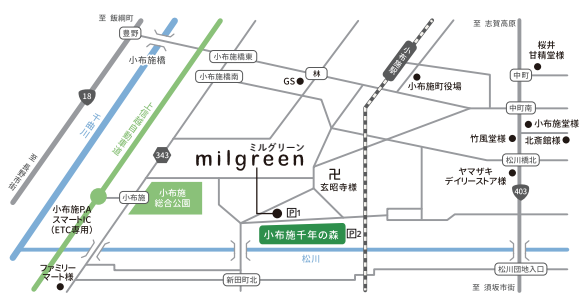 至 飯綱町
豊野
小布施橋
小布施橋東
小布施橋南
GS
林
小布施駅
小布施町役場
至 志賀高原
桜井
甘精堂様
中町
中町南
小布施堂様
竹風堂様
北斎館様
松川橋北
ヤマザキ
デイリーストア様
403
18
千曲川
上信越自動車道
至 長野市街
343
ミルグリーン
milgreen
卍
玄昭寺様
小布施
小布施
総合公園
小布施PA
スマートIC
(ETC専用)
P1
小布施千年の森
P2
松川
ファミリー
マート様
新田町北
松川団地入口
至 須坂市街